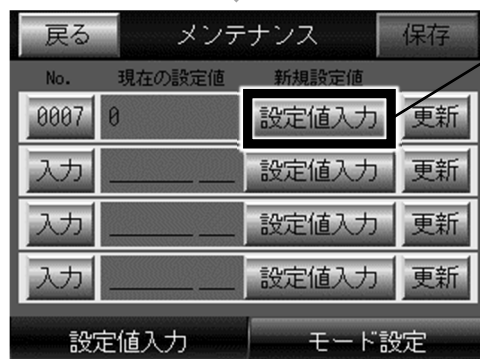 戻る メンテナンス 保存
No. 現在の設定値 新規設定値
0007 0 設定値入力 更新
入力 設定値入力 更新
入力 設定値入力 更新
入力 設定値入力 更新
設定値入力 モード設定